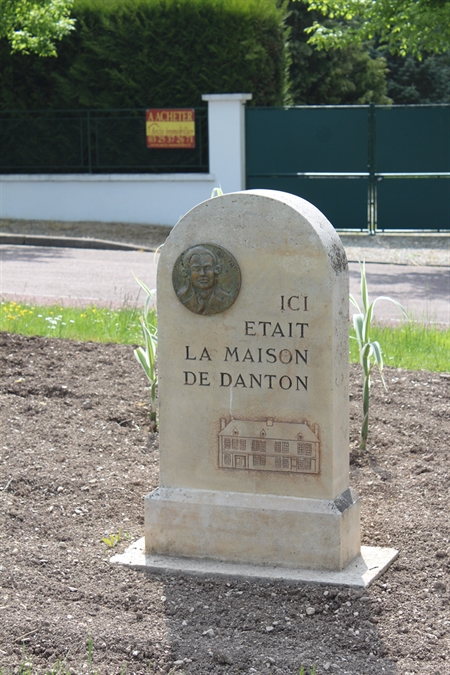 A ACHETER
ICI
ETAIT
LA MAISON
DE DANTON